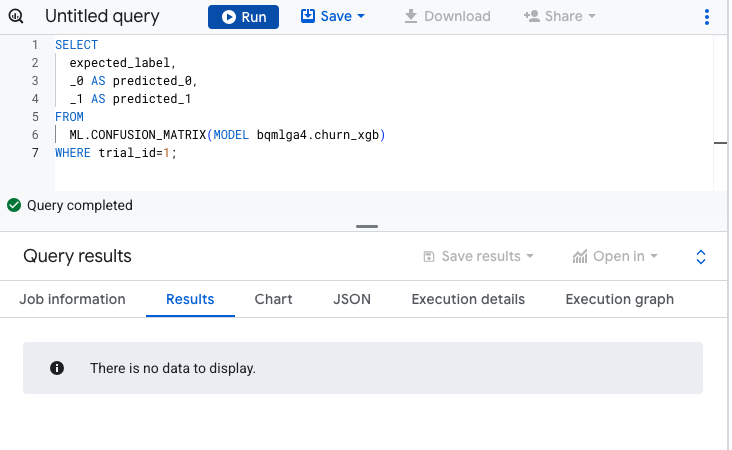 Untitled query Run Save Download Share
1 SELECT
2 expected_label,
3 _0 AS predicted_0,
4 _1 AS predicted_1
5 FROM
6 ML.CONFUSION_MATRIX(MODEL bqmlga4.churn_xgb)
7 WHERE trial_id=1;
Query completed
Query results Save results Open in
Job information Results Chart JSON Execution details Execution graph
There is no data to display.